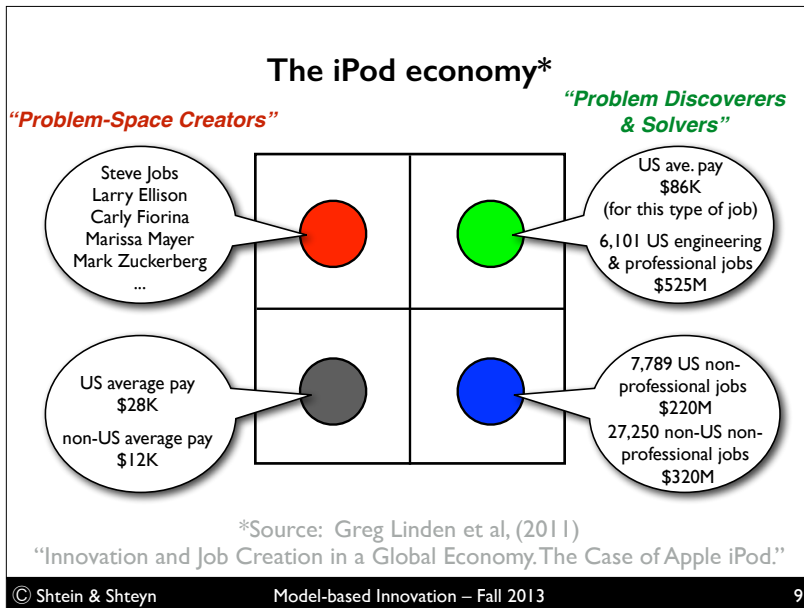 The iPod economy*
“Problem-Space Creators”
“Problem Discoverers
& Solvers”
Steve Jobs
Larry Ellison
Carly Fiorina
Marissa Mayer
Mark Zuckerberg
...
US ave. pay
$86K
(for this type of job)
6,101 US engineering
& professional jobs
$525M
US average pay
$28K
non-US average pay
$12K
7,789 US non-
professional jobs
$220M
27,250 non-US non-
professional jobs
$320M
*Source: Greg Linden et al, (2011)
“Innovation and Job Creation in a Global Economy. The Case of Apple iPod.”
© Shtein & Shteyn Model-based Innovation – Fall 2013 9